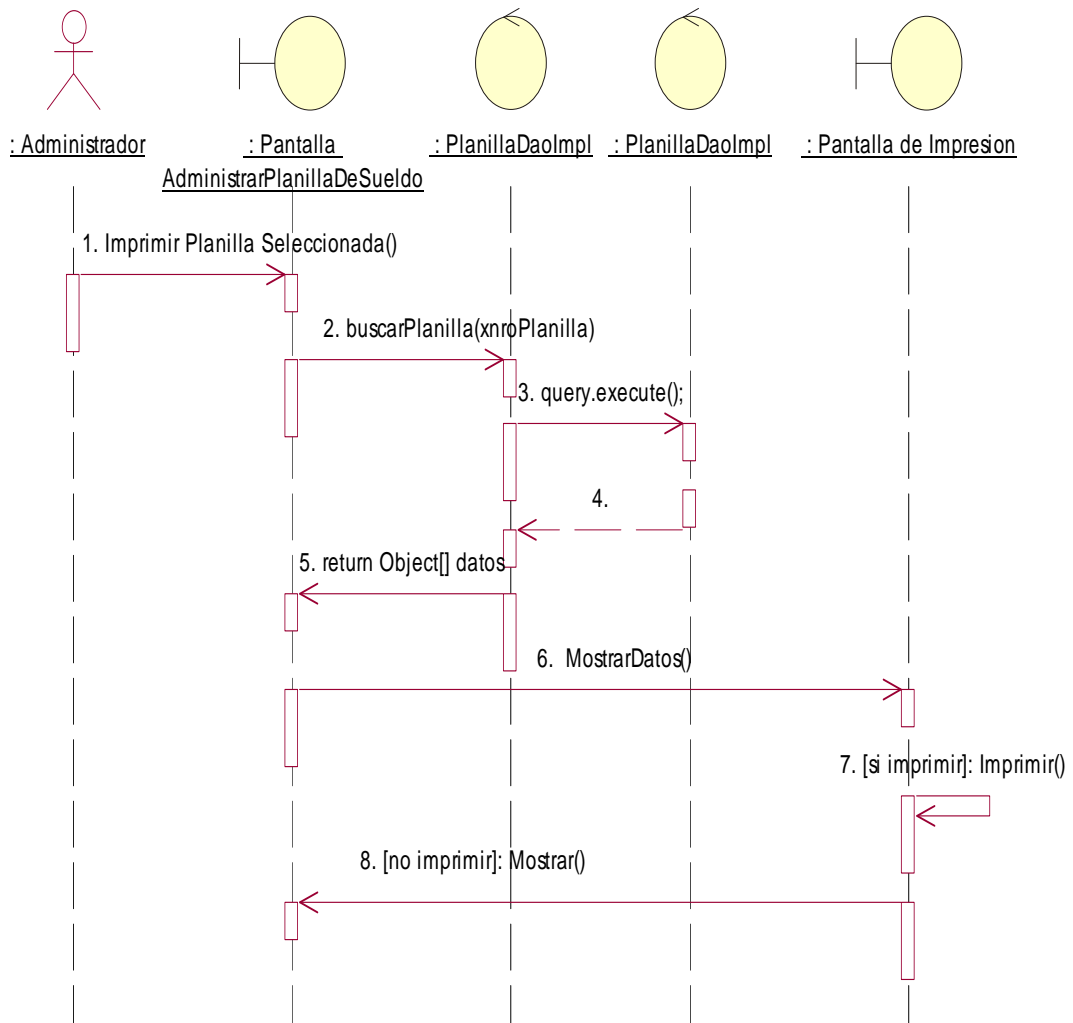 : Administrador
: Pantalla
AdministrarPlanillaDeSueldo
: PlanillaDaoImpl
: PlanillaDaoImpl
: Pantalla de Impresion
1. Imprimir Planilla Seleccionada()
2. buscarPlanilla(xnroPlanilla)
3. query.execute();
4.
5. return Object[] datos
6. MostrarDatos()
7. [si imprimir]: Imprimir()
8. [no imprimir]: Mostrar()